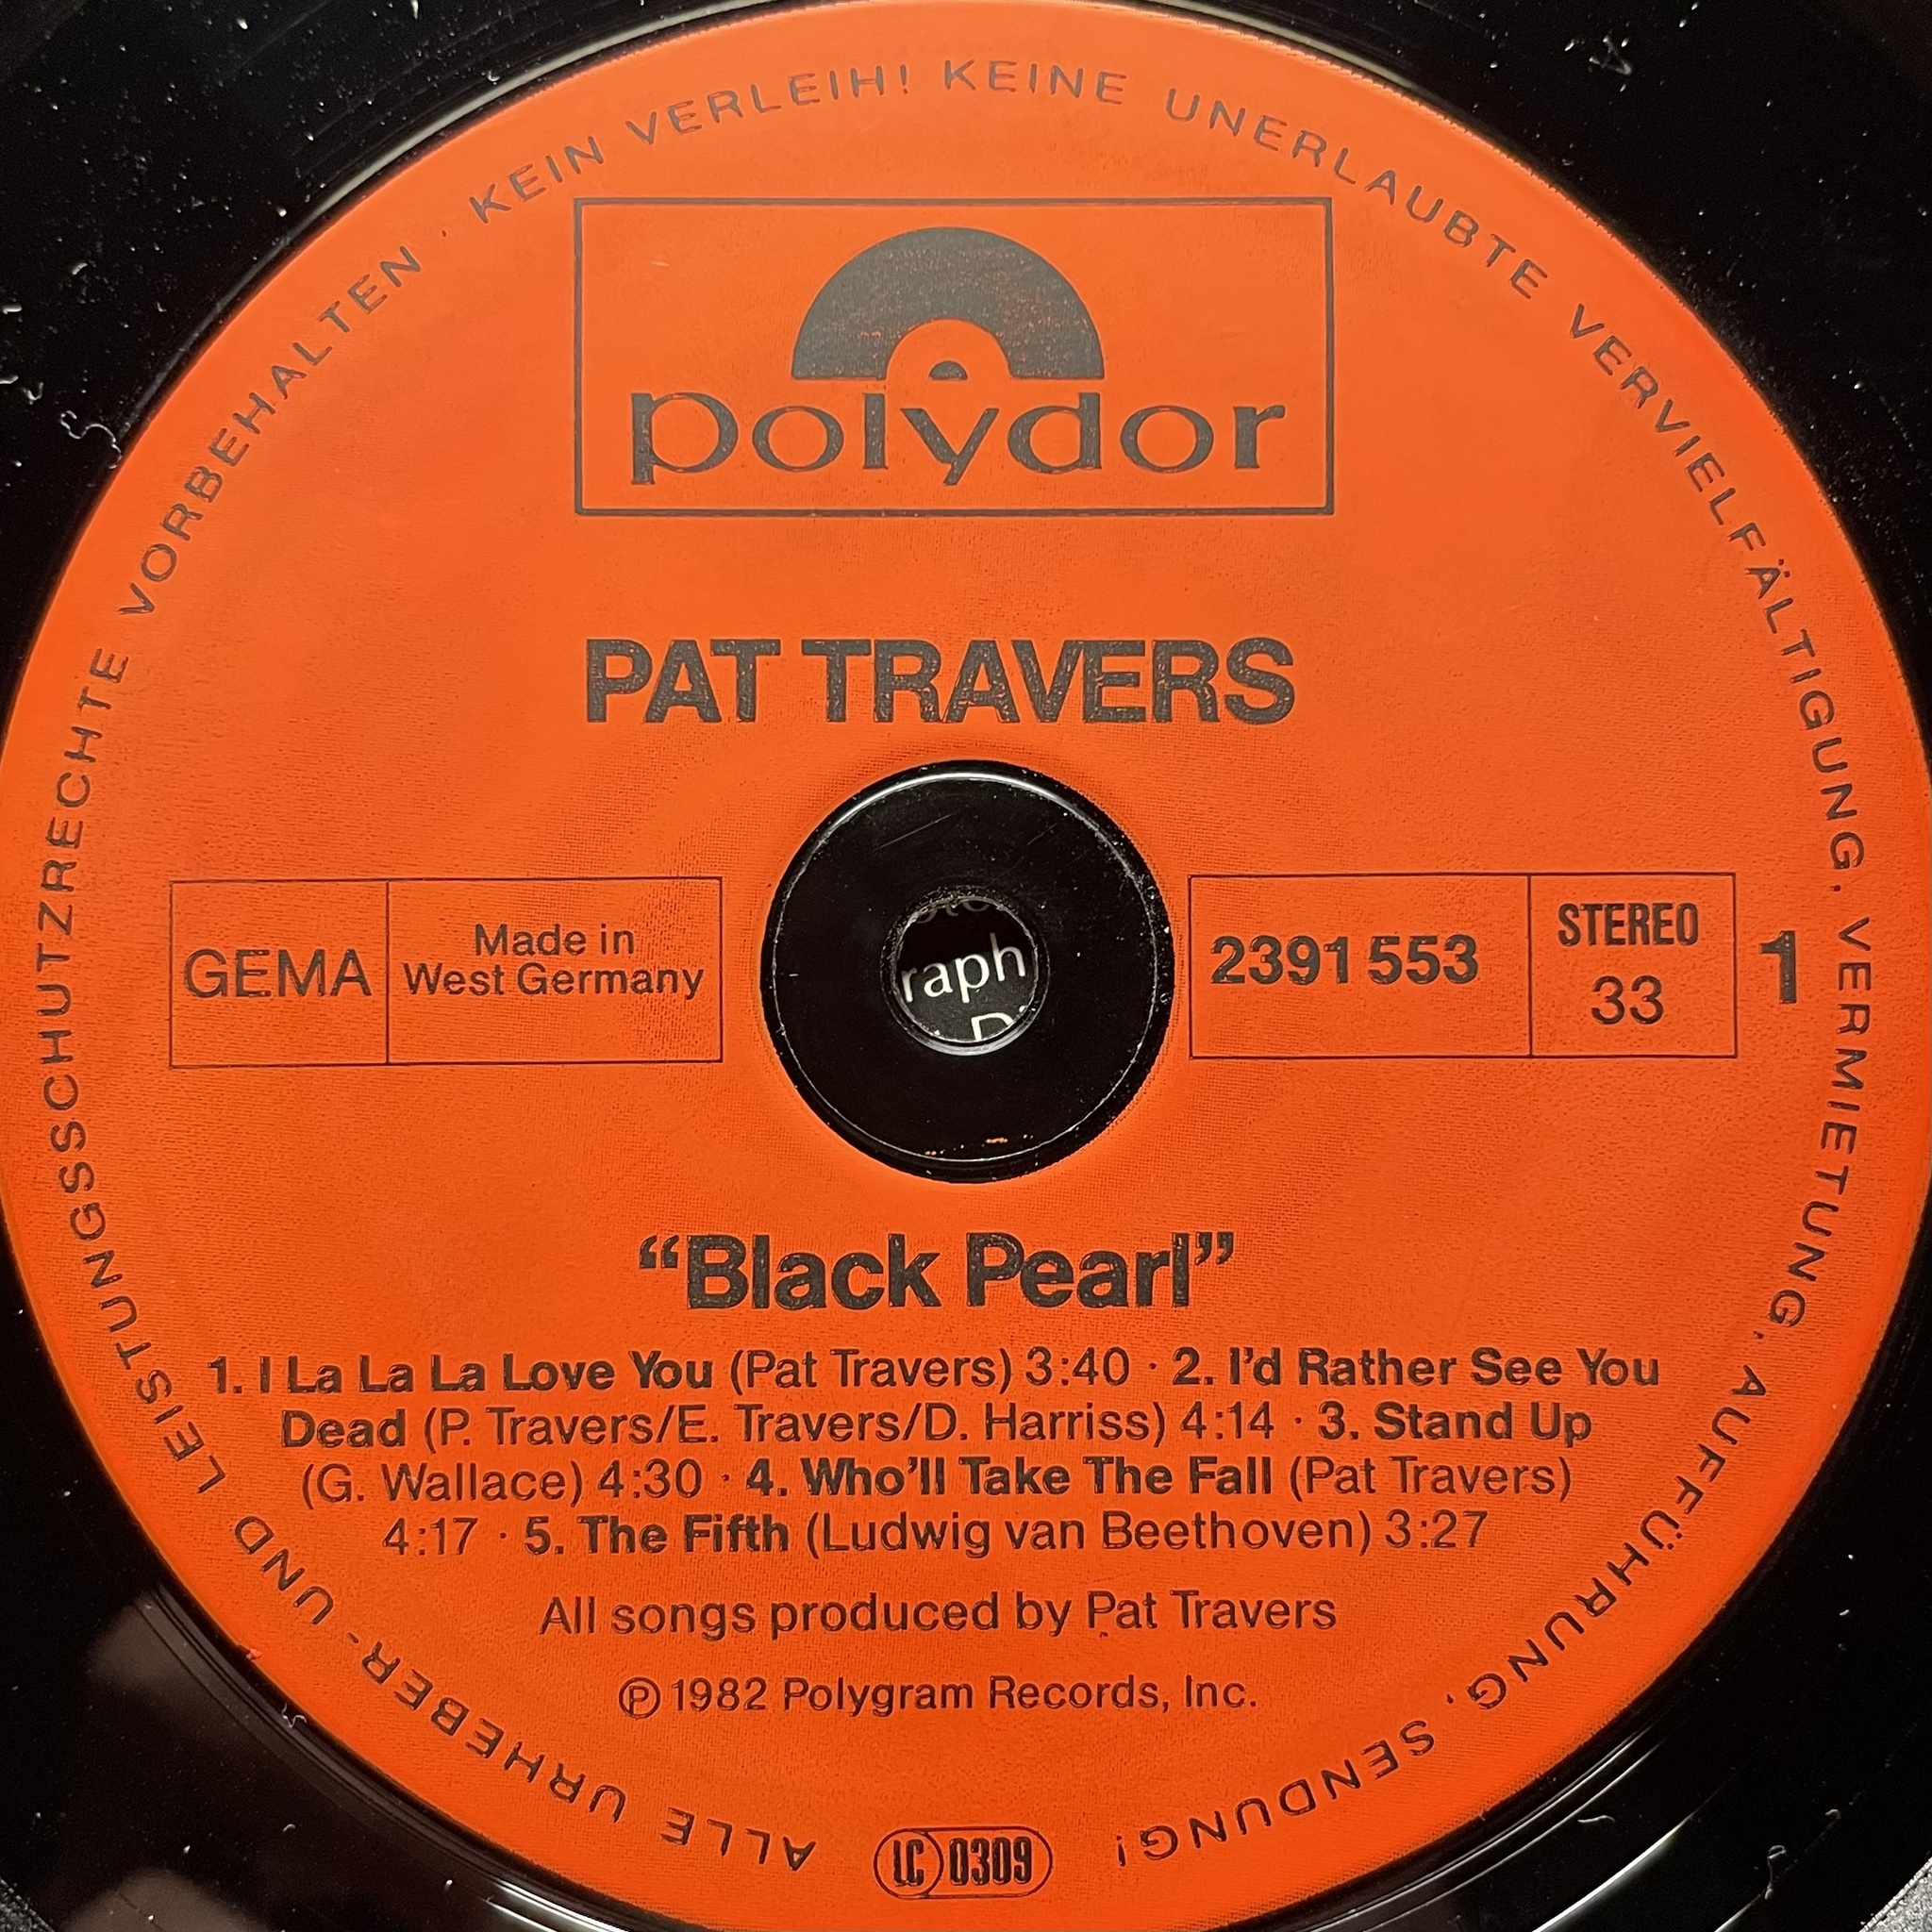 ALLE URHEBER- UND LEISTUNGSSCHUTZRECHTE VORBEHALTEN · KEIN VERLEIH! KEINE UNERLAUBTE VERVIELFÄLTIGUNG, VERMIETUNG, AUFFÜHRUNG, SENDUNG!
polydor
PAT TRAVERS
GEMA
Made in
West Germany
raph
2391 553
STEREO
33
1
“Black Pearl”
1. I La La La Love You (Pat Travers) 3:40 · 2. I’d Rather See You
Dead (P. Travers/E. Travers/D. Harriss) 4:14 · 3. Stand Up
(G. Wallace) 4:30 · 4. Who’ll Take The Fall (Pat Travers)
4:17 · 5. The Fifth (Ludwig van Beethoven) 3:27
All songs produced by Pat Travers
Ⓟ 1982 Polygram Records, Inc.
LC 0309